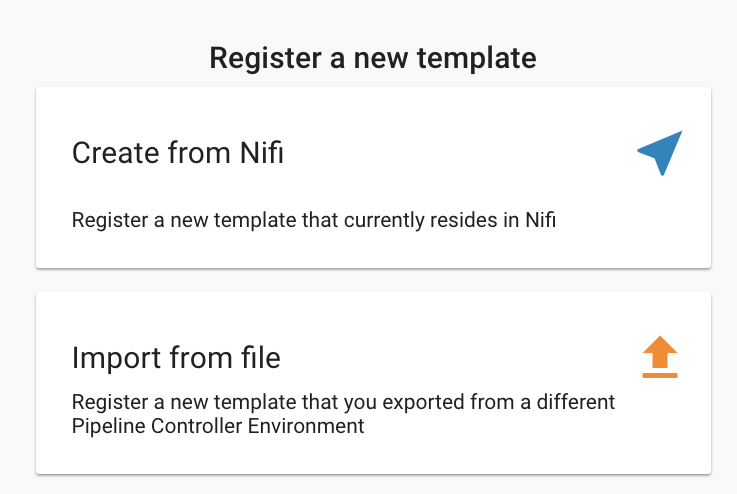 Register a new template
Create from Nifi
Register a new template that currently resides in Nifi
Import from file
Register a new template that you exported from a different
Pipeline Controller Environment